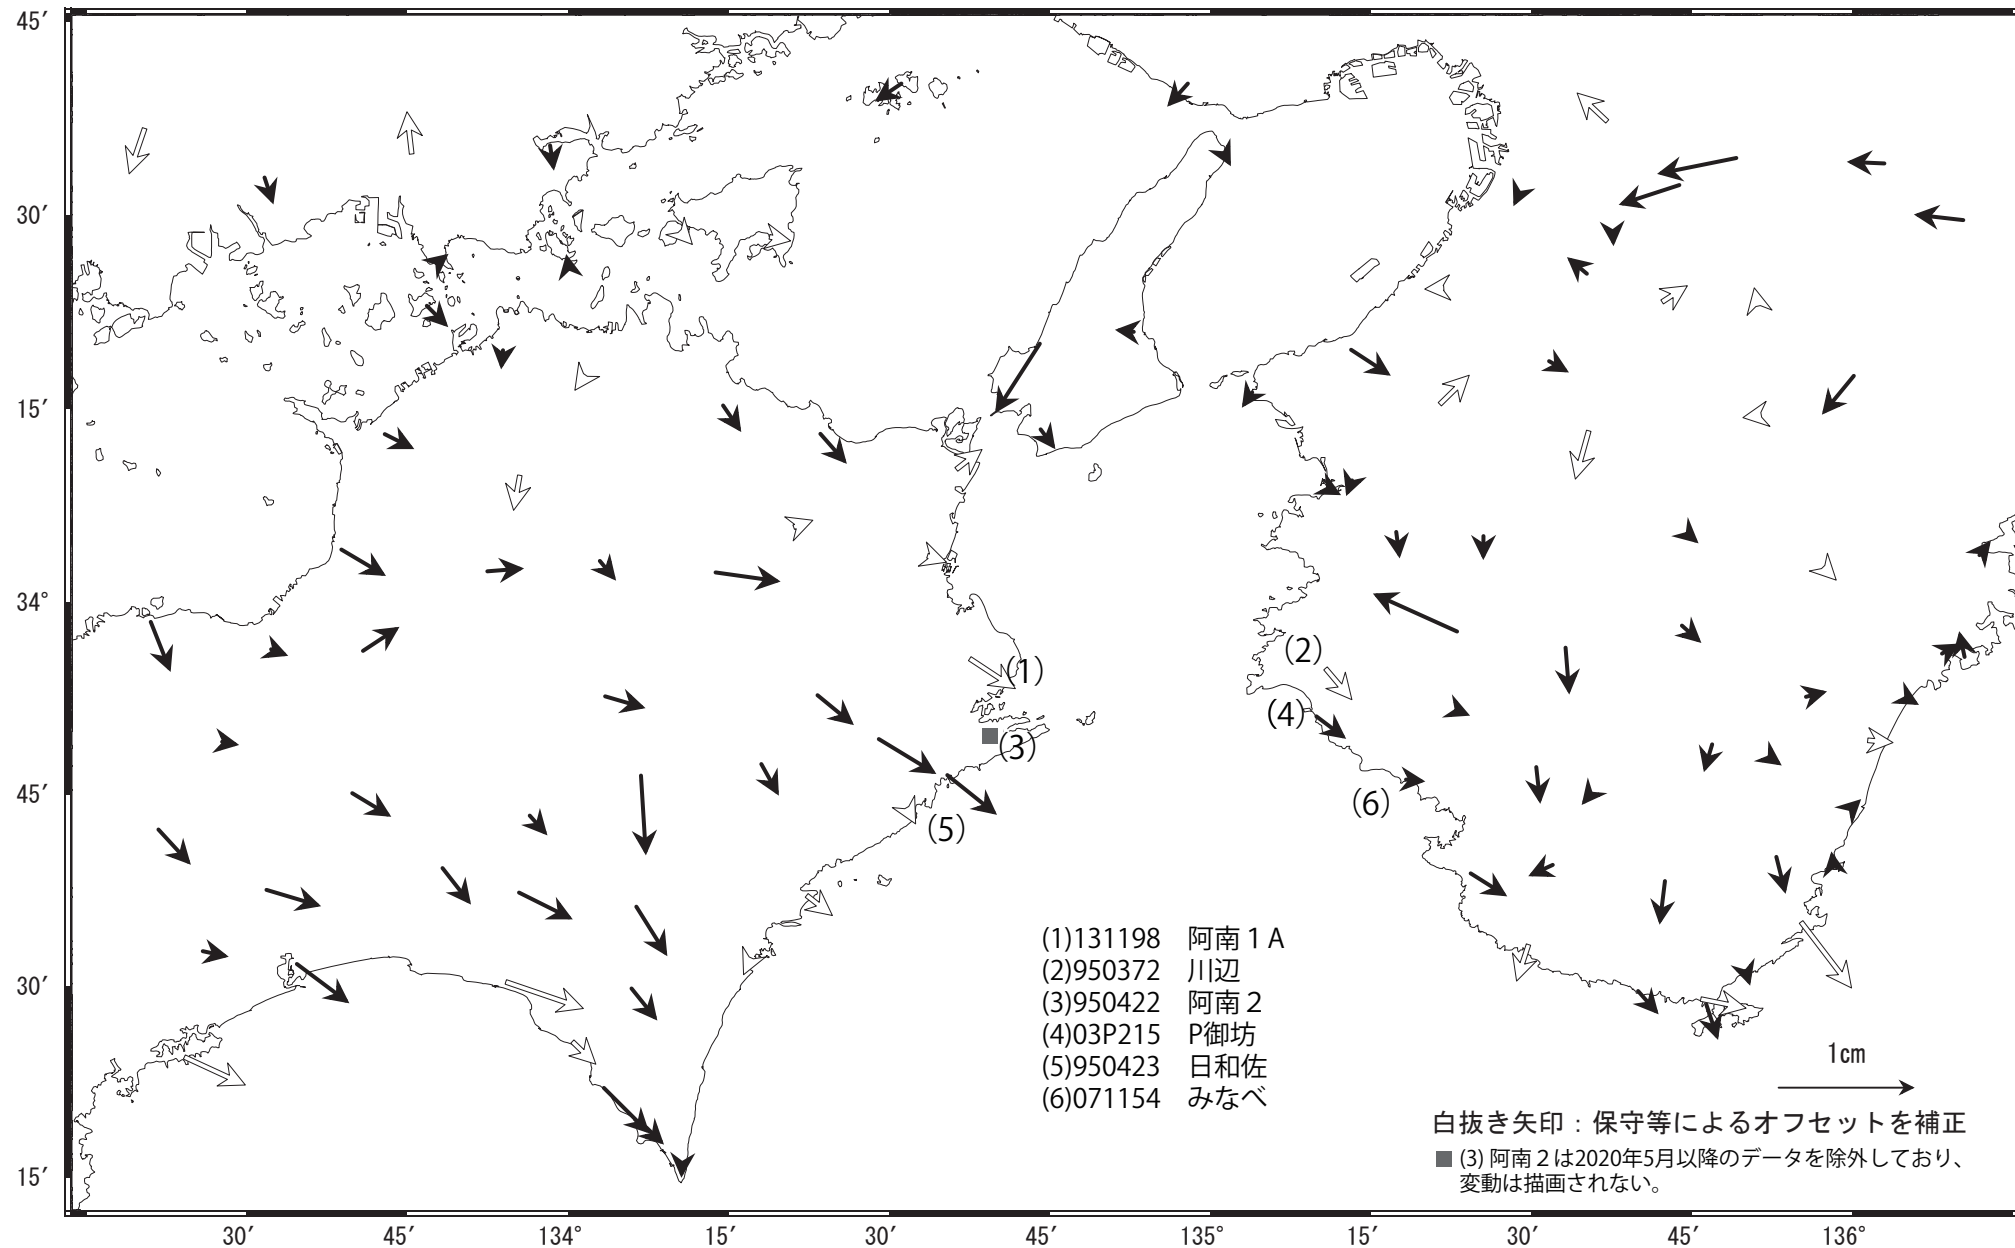 45′
30′
15′
34°
45′
30′
15′
(1)
(2)
(3)
(4)
(5)
(6)
(1)131198 阿南１A
(2)950372 川辺
(3)950422 阿南２
(4)03P215 P御坊
(5)950423 日和佐
(6)071154 みなべ
1cm
白抜き矢印：保守等によるオフセットを補正
(3) 阿南２は2020年5月以降のデータを除外しており、
変動は描画されない。
30′ 45′ 134° 15′ 30′ 45′ 135° 15′ 30′ 45′ 136°